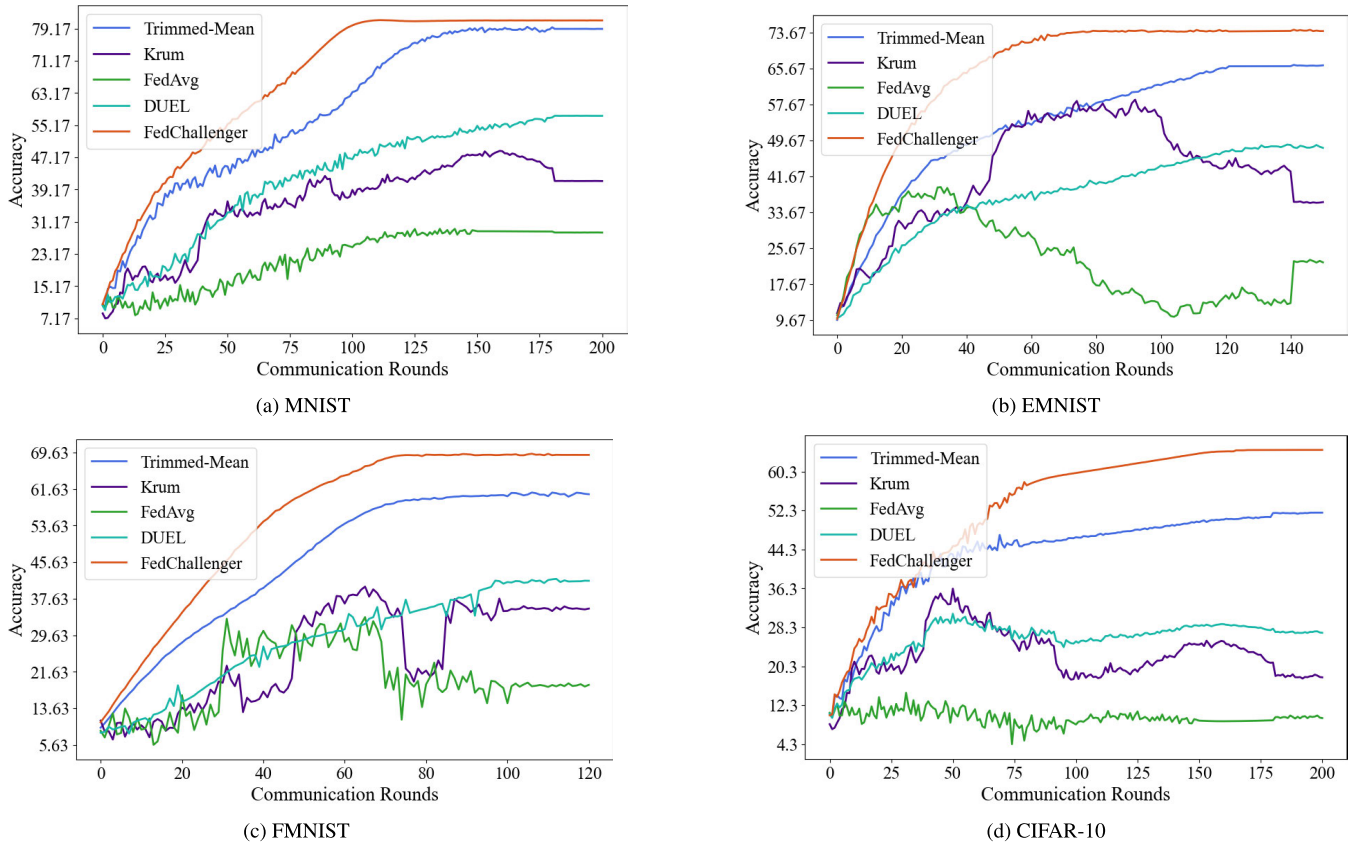 79.17
71.17
63.17
55.17
47.17
39.17
31.17
23.17
15.17
7.17
Accuracy
Trimmed-Mean
Krum
FedAvg
DUEL
FedChallenger
0 25 50 75 100 125 150 175 200
Communication Rounds
(a) MNIST
73.67
65.67
57.67
49.67
41.67
33.67
25.67
17.67
9.67
Accuracy
Trimmed-Mean
Krum
FedAvg
DUEL
FedChallenger
0 20 40 60 80 100 120 140
Communication Rounds
(b) EMNIST
69.63
61.63
53.63
45.63
37.63
29.63
21.63
13.63
5.63
Accuracy
Trimmed-Mean
Krum
FedAvg
DUEL
FedChallenger
0 20 40 60 80 100 120
Communication Rounds
(c) FMNIST
60.3
52.3
44.3
36.3
28.3
20.3
12.3
4.3
Accuracy
Trimmed-Mean
Krum
FedAvg
DUEL
FedChallenger
0 25 50 75 100 125 150 175 200
Communication Rounds
(d) CIFAR-10